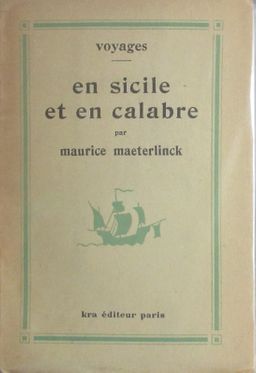 voyages
en sicile
et en calabre
par
maurice maeterlinck
kra éditeur paris